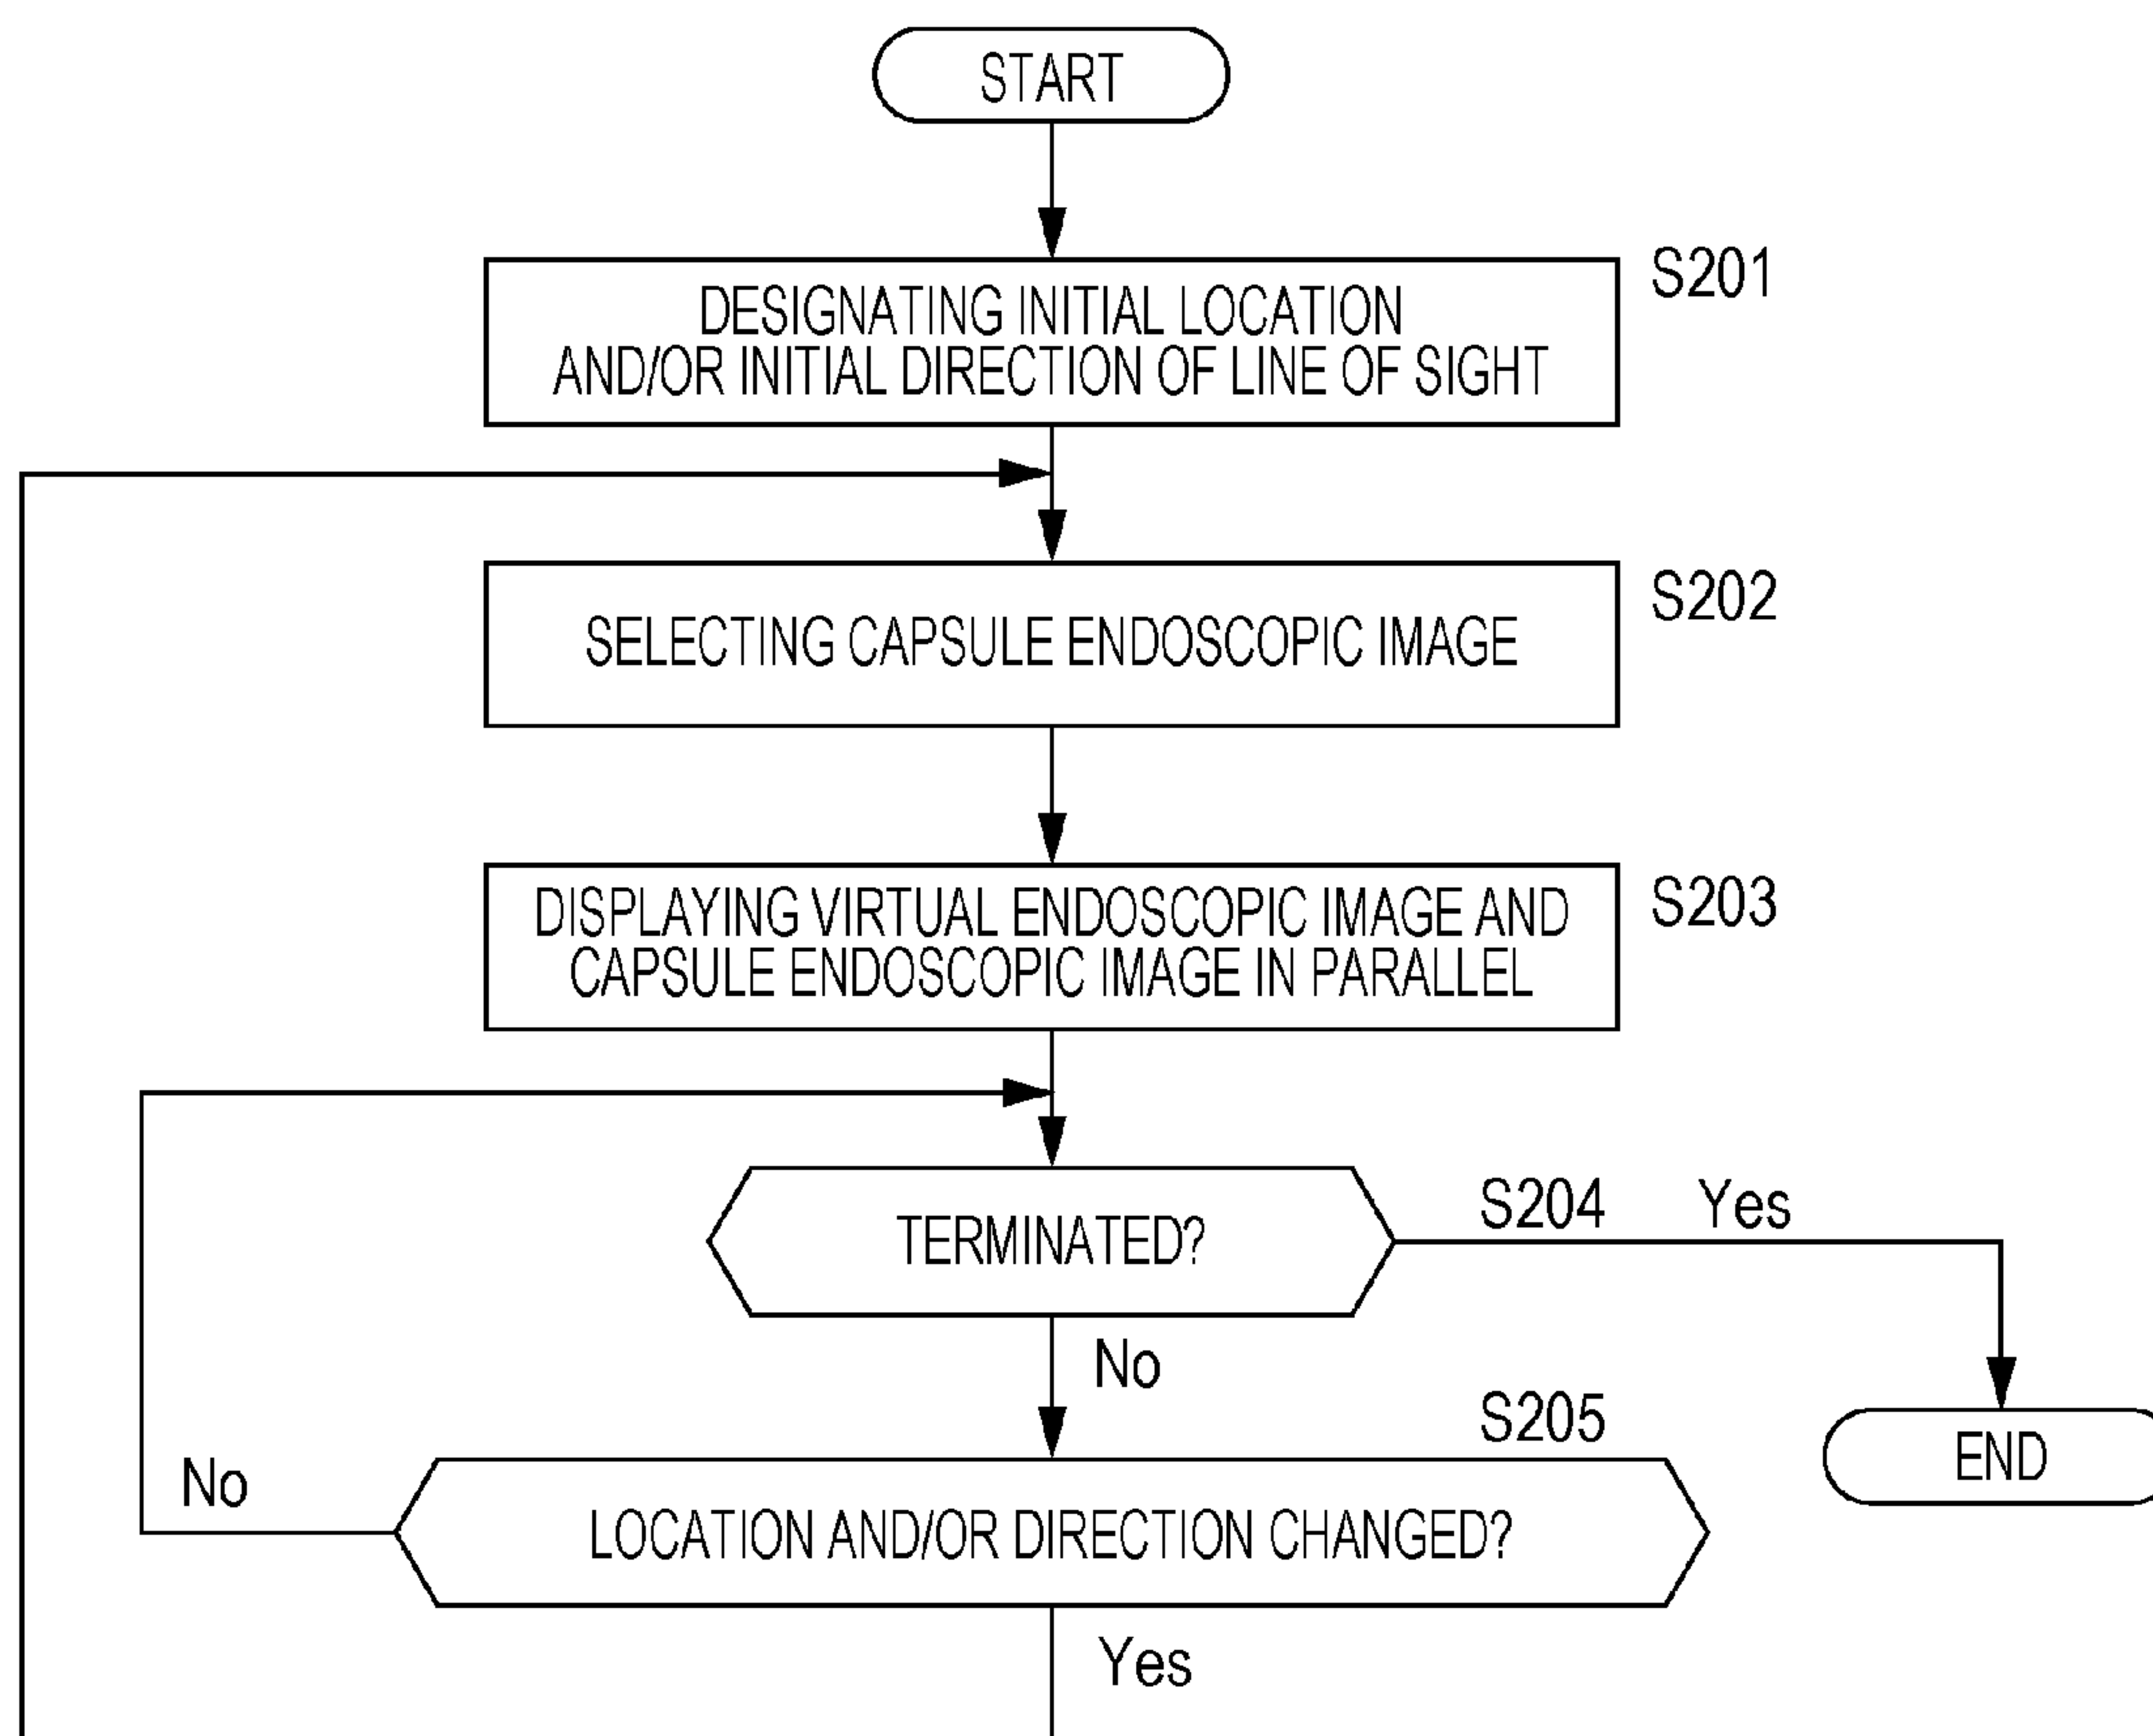 START
S201
DESIGNATING INITIAL LOCATION
AND/OR INITIAL DIRECTION OF LINE OF SIGHT
S202
SELECTING CAPSULE ENDOSCOPIC IMAGE
S203
DISPLAYING VIRTUAL ENDOSCOPIC IMAGE AND
CAPSULE ENDOSCOPIC IMAGE IN PARALLEL
S204
Yes
TERMINATED?
No
S205
END
No
LOCATION AND/OR DIRECTION CHANGED?
Yes